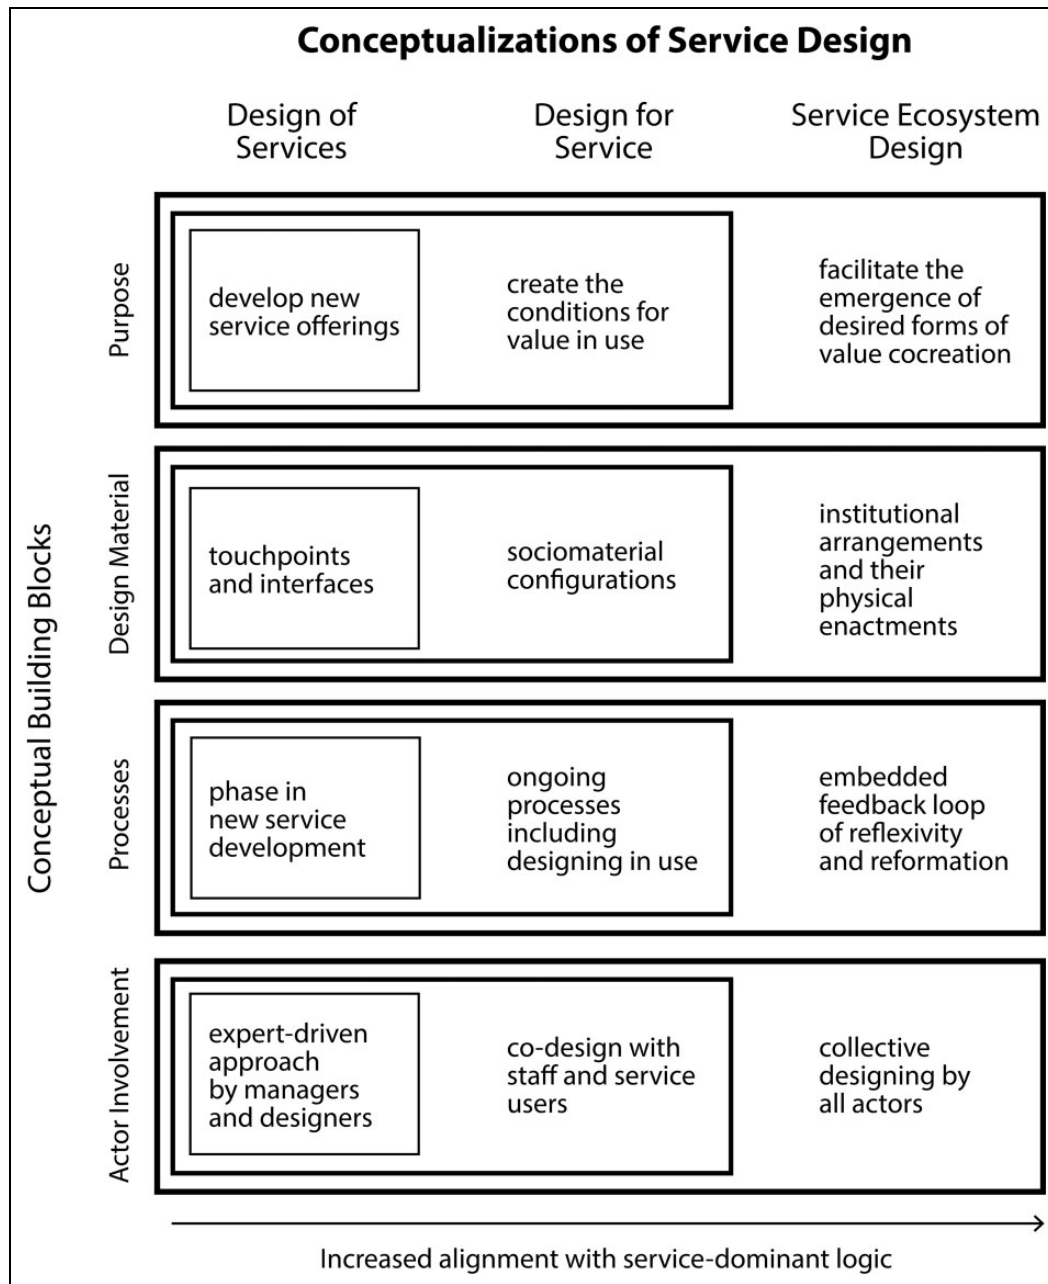 Conceptualizations of Service Design
Design of
Services
Design for
Service
Service Ecosystem
Design
Conceptual Building Blocks
Purpose
develop new
service offerings
create the
conditions for
value in use
facilitate the
emergence of
desired forms of
value cocreation
Design Material
touchpoints
and interfaces
sociomaterial
configurations
institutional
arrangements
and their
physical
enactments
Processes
phase in
new service
development
ongoing
processes
including
designing in use
embedded
feedback loop
of reflexivity
and reformation
Actor Involvement
expert-driven
approach
by managers
and designers
co-design with
staff and service
users
collective
designing by
all actors
Increased alignment with service-dominant logic